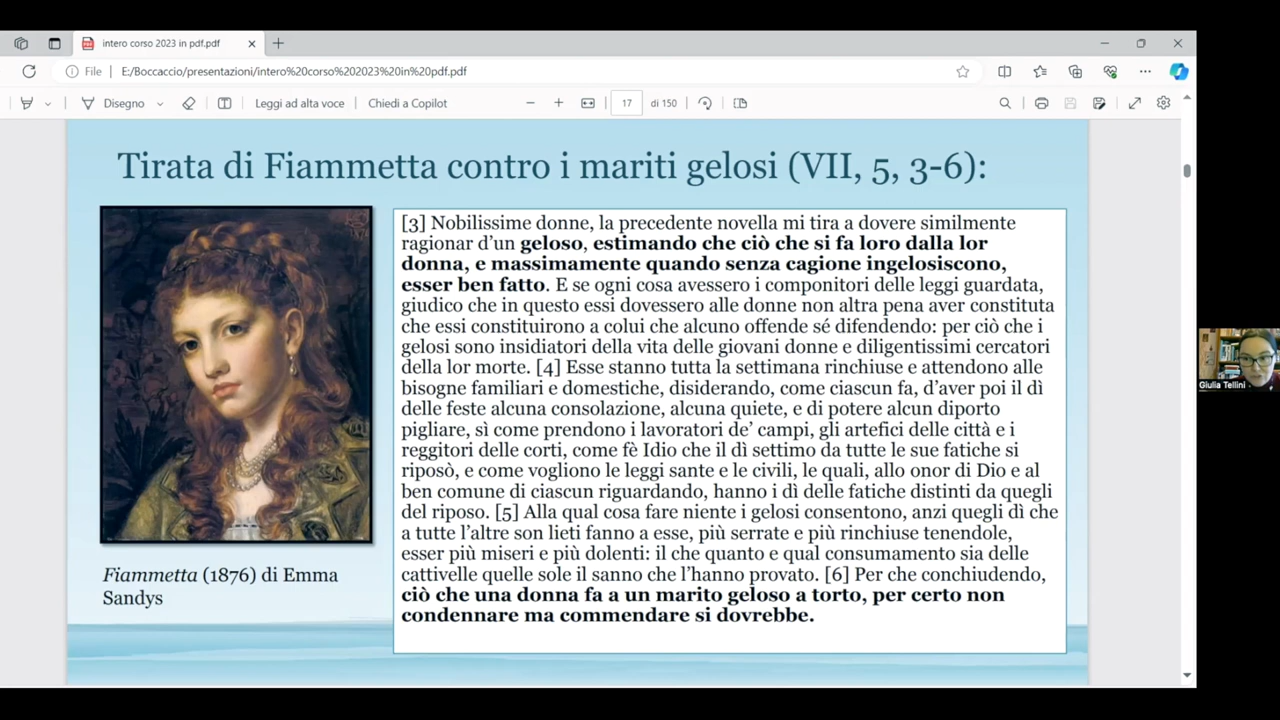 intero corso 2023 in pdf.pdf
File
E:/Boccaccio/presentazioni/intero%20corso%202023%20in%20pdf.pdf
Disegno
Leggi ad alta voce
Chiedi a Copilot
17
di 150
Tirata di Fiammetta contro i mariti gelosi (VII, 5, 3-6):
[3] Nobilissime donne, la precedente novella mi tira a dovere similmente
ragionar d’un geloso, estimando che ciò che si fa loro dalla lor
donna, e massimamente quando senza cagione ingelosiscono,
esser ben fatto. E se ogni cosa avessero i componitori delle leggi guardata,
giudico che in questo essi dovessero alle donne non altra pena aver constituta
che essi constituirono a colui che alcuno offende sé difendendo: per ciò che i
gelosi sono insidiatori della vita delle giovani donne e diligentissimi cercatori
della lor morte. [4] Esse stanno tutta la settimana rinchiuse e attendono alle
bisogne familiari e domestiche, disiderando, come ciascun fa, d’aver poi il dì
delle feste alcuna consolazione, alcuna quiete, e di potere alcun diporto
pigliare, sì come prendono i lavoratori de’ campi, gli artefici delle città e i
reggitori delle corti, come fè Idio che il dì settimo da tutte le sue fatiche si
riposò, e come vogliono le leggi sante e le civili, le quali, allo onor di Dio e al
ben comune di ciascun riguardando, hanno i dì delle fatiche distinti da quegli
del riposo. [5] Alla qual cosa fare niente i gelosi consentono, anzi quegli dì che
a tutte l’altre son lieti fanno a esse, più serrate e più rinchiuse tenendole,
esser più miseri e più dolenti: il che quanto e qual consumamento sia delle
cattivelle quelle sole il sanno che l’hanno provato. [6] Per che conchiudendo,
ciò che una donna fa a un marito geloso a torto, per certo non
condennare ma commendare si dovrebbe.
Fiammetta (1876) di Emma
Sandys
Giulia Tellini